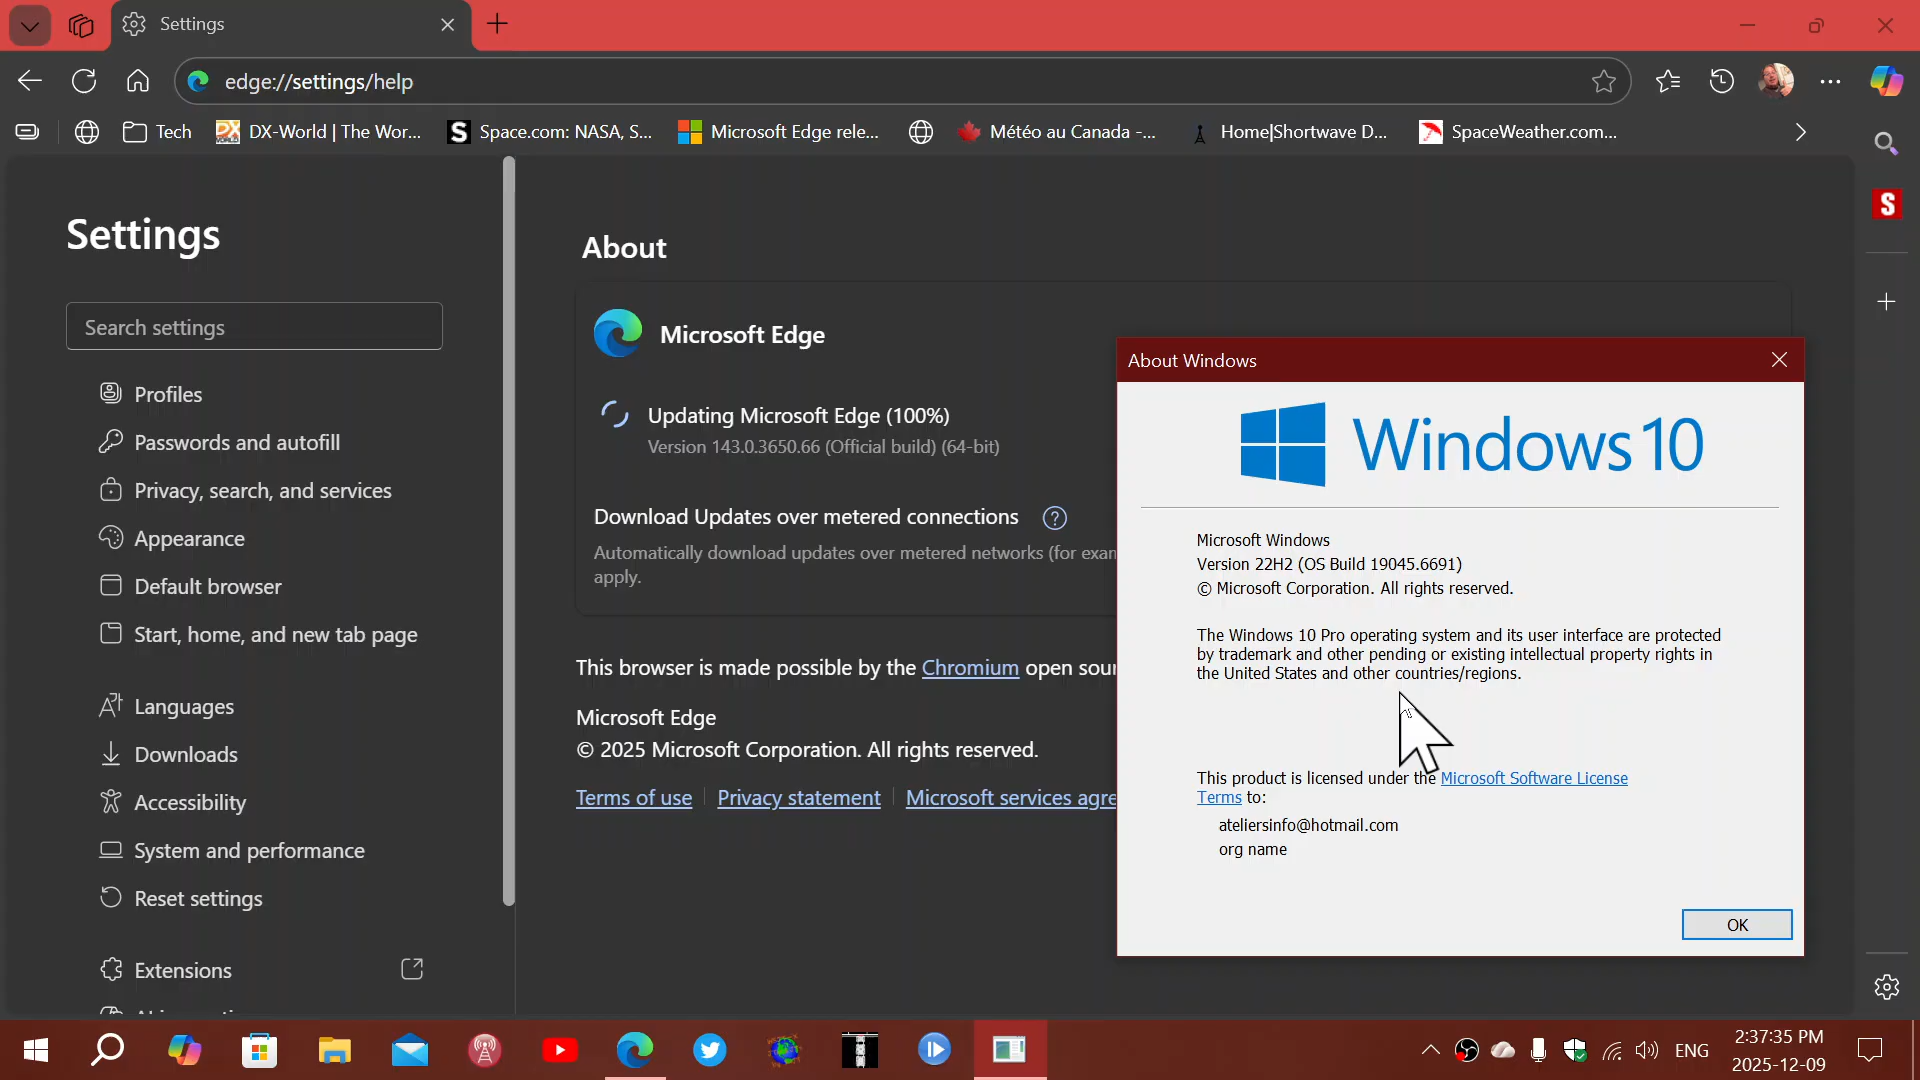 Settings
edge://settings/help
Tech
DX-World | The Wor...
Space.com: NASA, S...
Microsoft Edge rele...
Météo au Canada -...
Home|Shortwave D...
SpaceWeather.com...
Settings
Search settings
Profiles
Passwords and autofill
Privacy, search, and services
Appearance
Default browser
Start, home, and new tab page
Languages
Downloads
Accessibility
System and performance
Reset settings
Extensions
About
Microsoft Edge
Updating Microsoft Edge (100%)
Version 143.0.3650.66 (Official build) (64-bit)
Download Updates over metered connections
Automatically download updates over metered networks (for exam
apply.
This browser is made possible by the Chromium open sour
Microsoft Edge
© 2025 Microsoft Corporation. All rights reserved.
Terms of use
Privacy statement
Microsoft services agre
About Windows
Windows 10
Microsoft Windows
Version 22H2 (OS Build 19045.6691)
© Microsoft Corporation. All rights reserved.
The Windows 10 Pro operating system and its user interface are protected
by trademark and other pending or existing intellectual property rights in
the United States and other countries/regions.
This product is licensed under the Microsoft Software License
Terms to:
ateliersinfo@hotmail.com
org name
OK
ENG
2:37:35 PM
2025-12-09